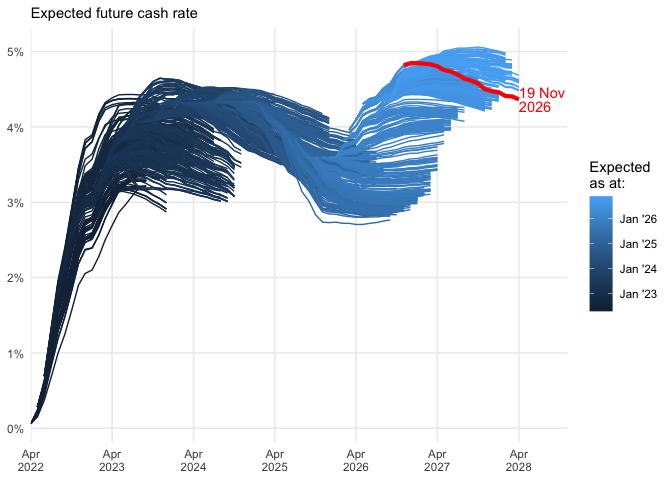 Expected future cash rate
5%
4%
3%
2%
1%
0%
19 Nov
2026
Apr
2022
Apr
2023
Apr
2024
Apr
2025
Apr
2026
Apr
2027
Apr
2028
Expected
as at:
Jan '26
Jan '25
Jan '24
Jan '23